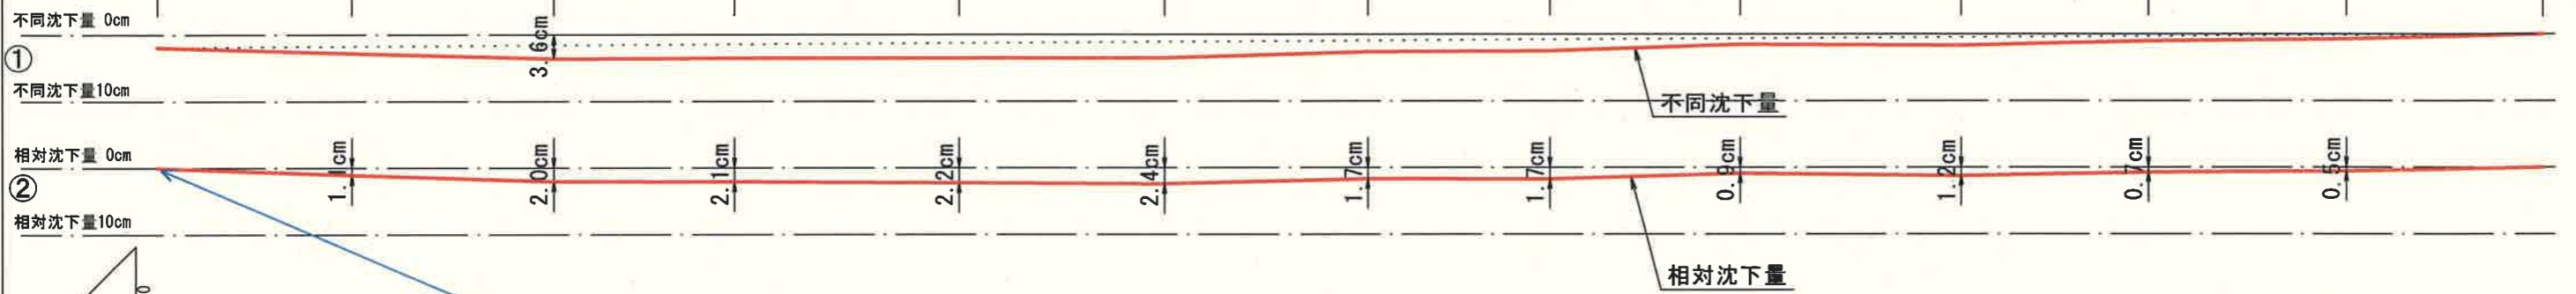 不同沈下量 0cm
①
3.6cm
不同沈下量10cm
不同沈下量
相対沈下量 0cm
②
1.1cm
2.0cm
2.1cm
2.2cm
2.4cm
1.7cm
1.7cm
0.9cm
1.2cm
0.7cm
0.5cm
相対沈下量10cm
相対沈下量